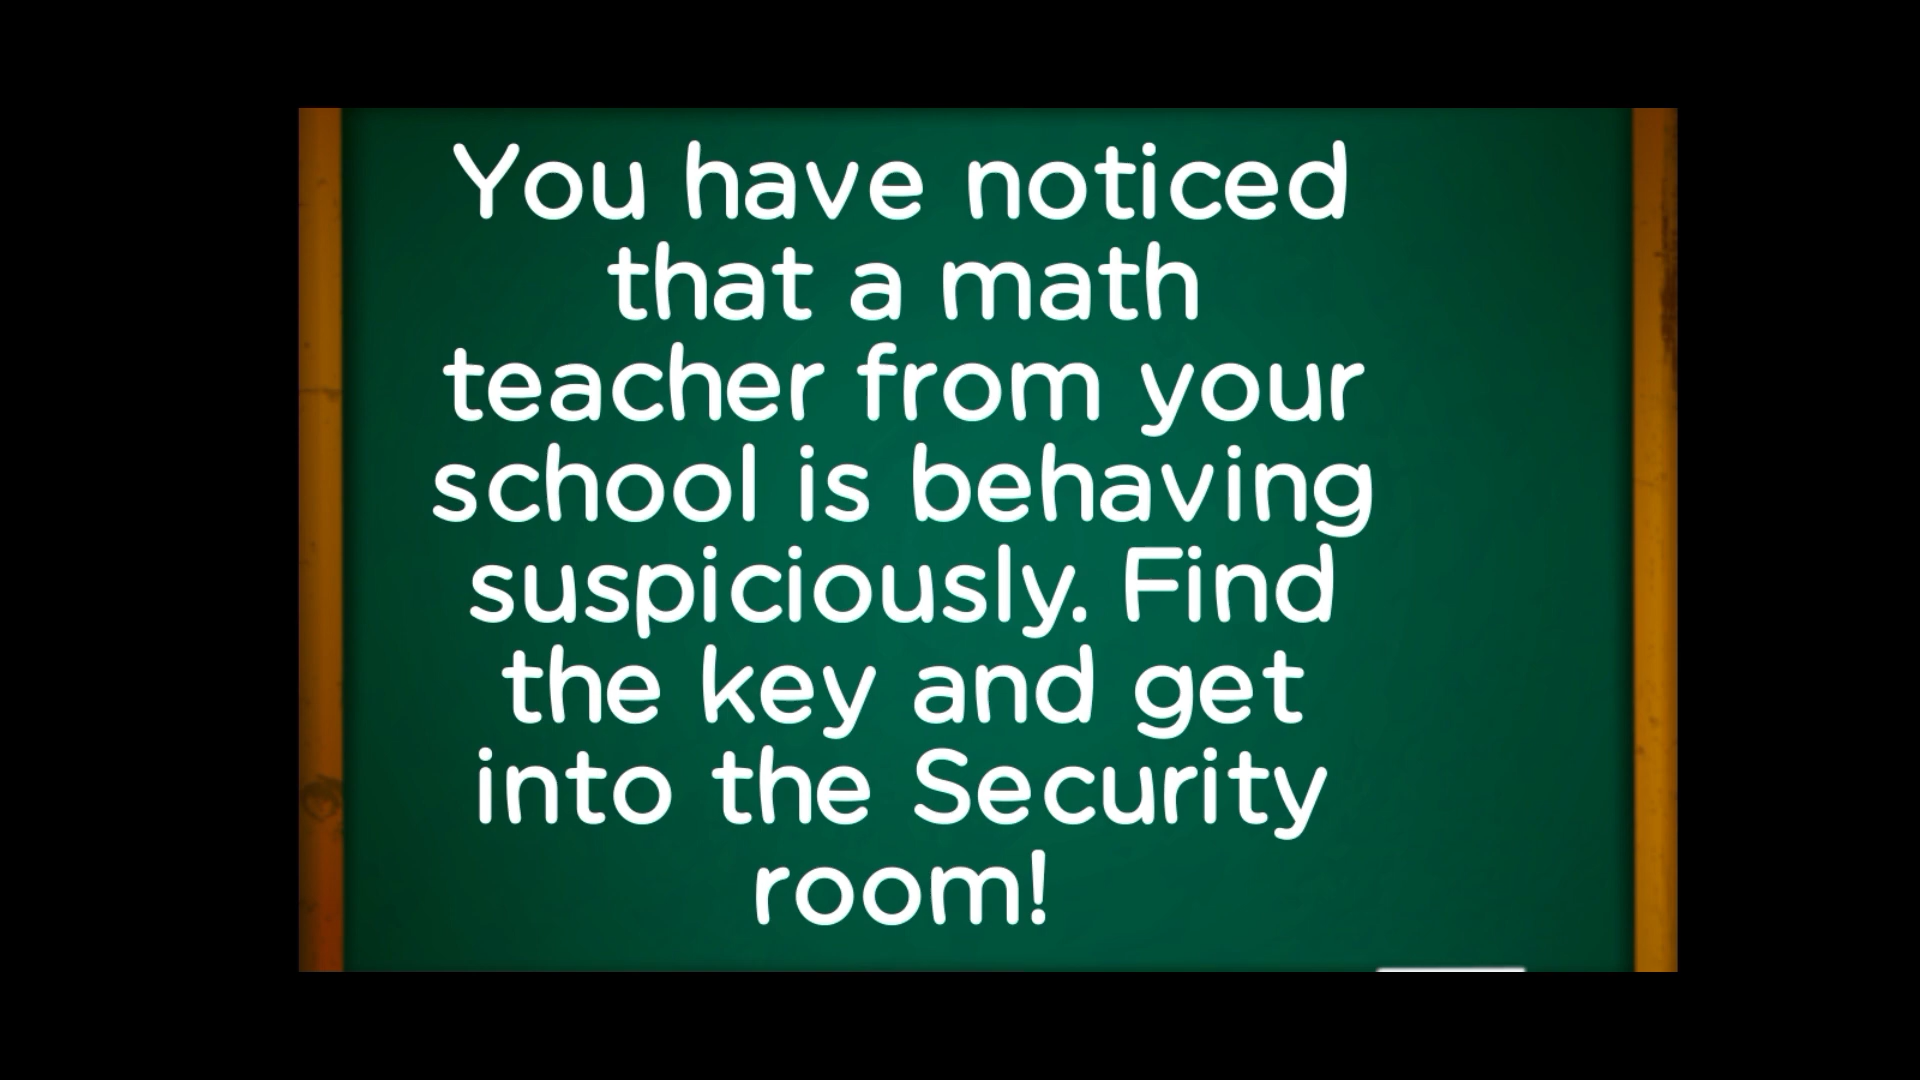 You have noticed
that a math
teacher from your
school is behaving
suspiciously. Find
the key and get
into the Security
room!